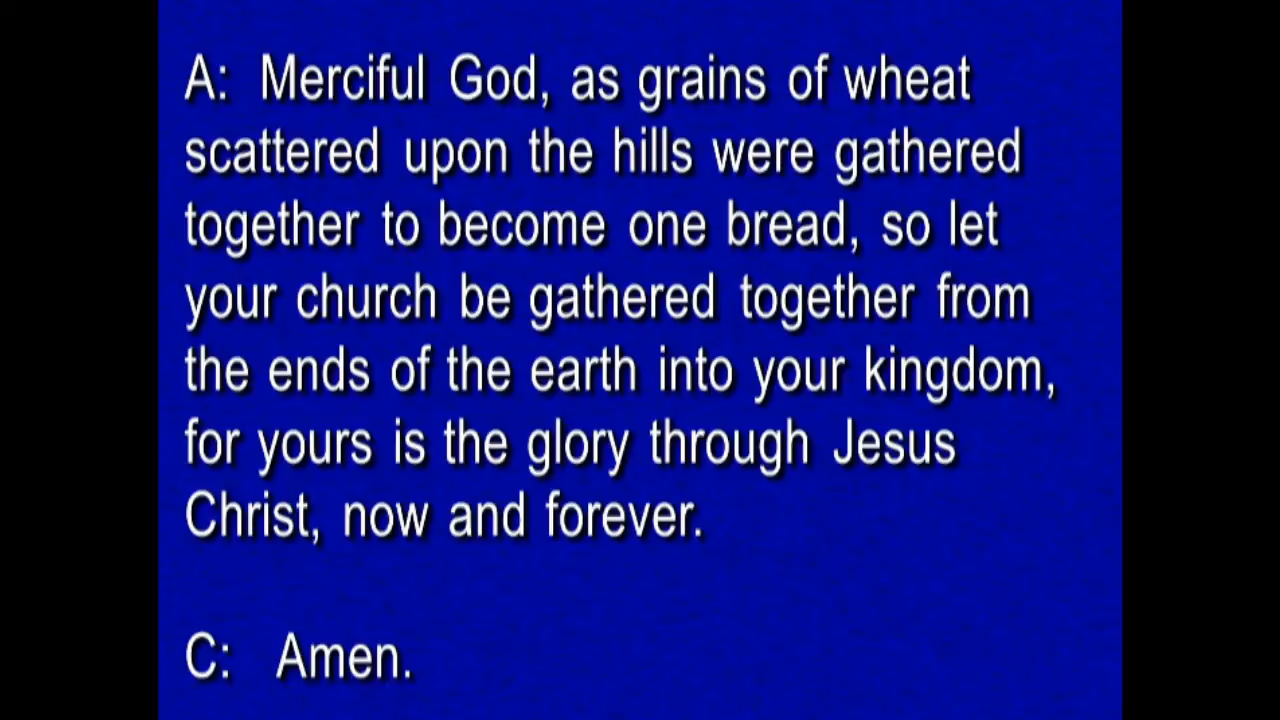 A: Merciful God, as grains of wheat
scattered upon the hills were gathered
together to become one bread, so let
your church be gathered together from
the ends of the earth into your kingdom,
for yours is the glory through Jesus
Christ, now and forever.
C: Amen.